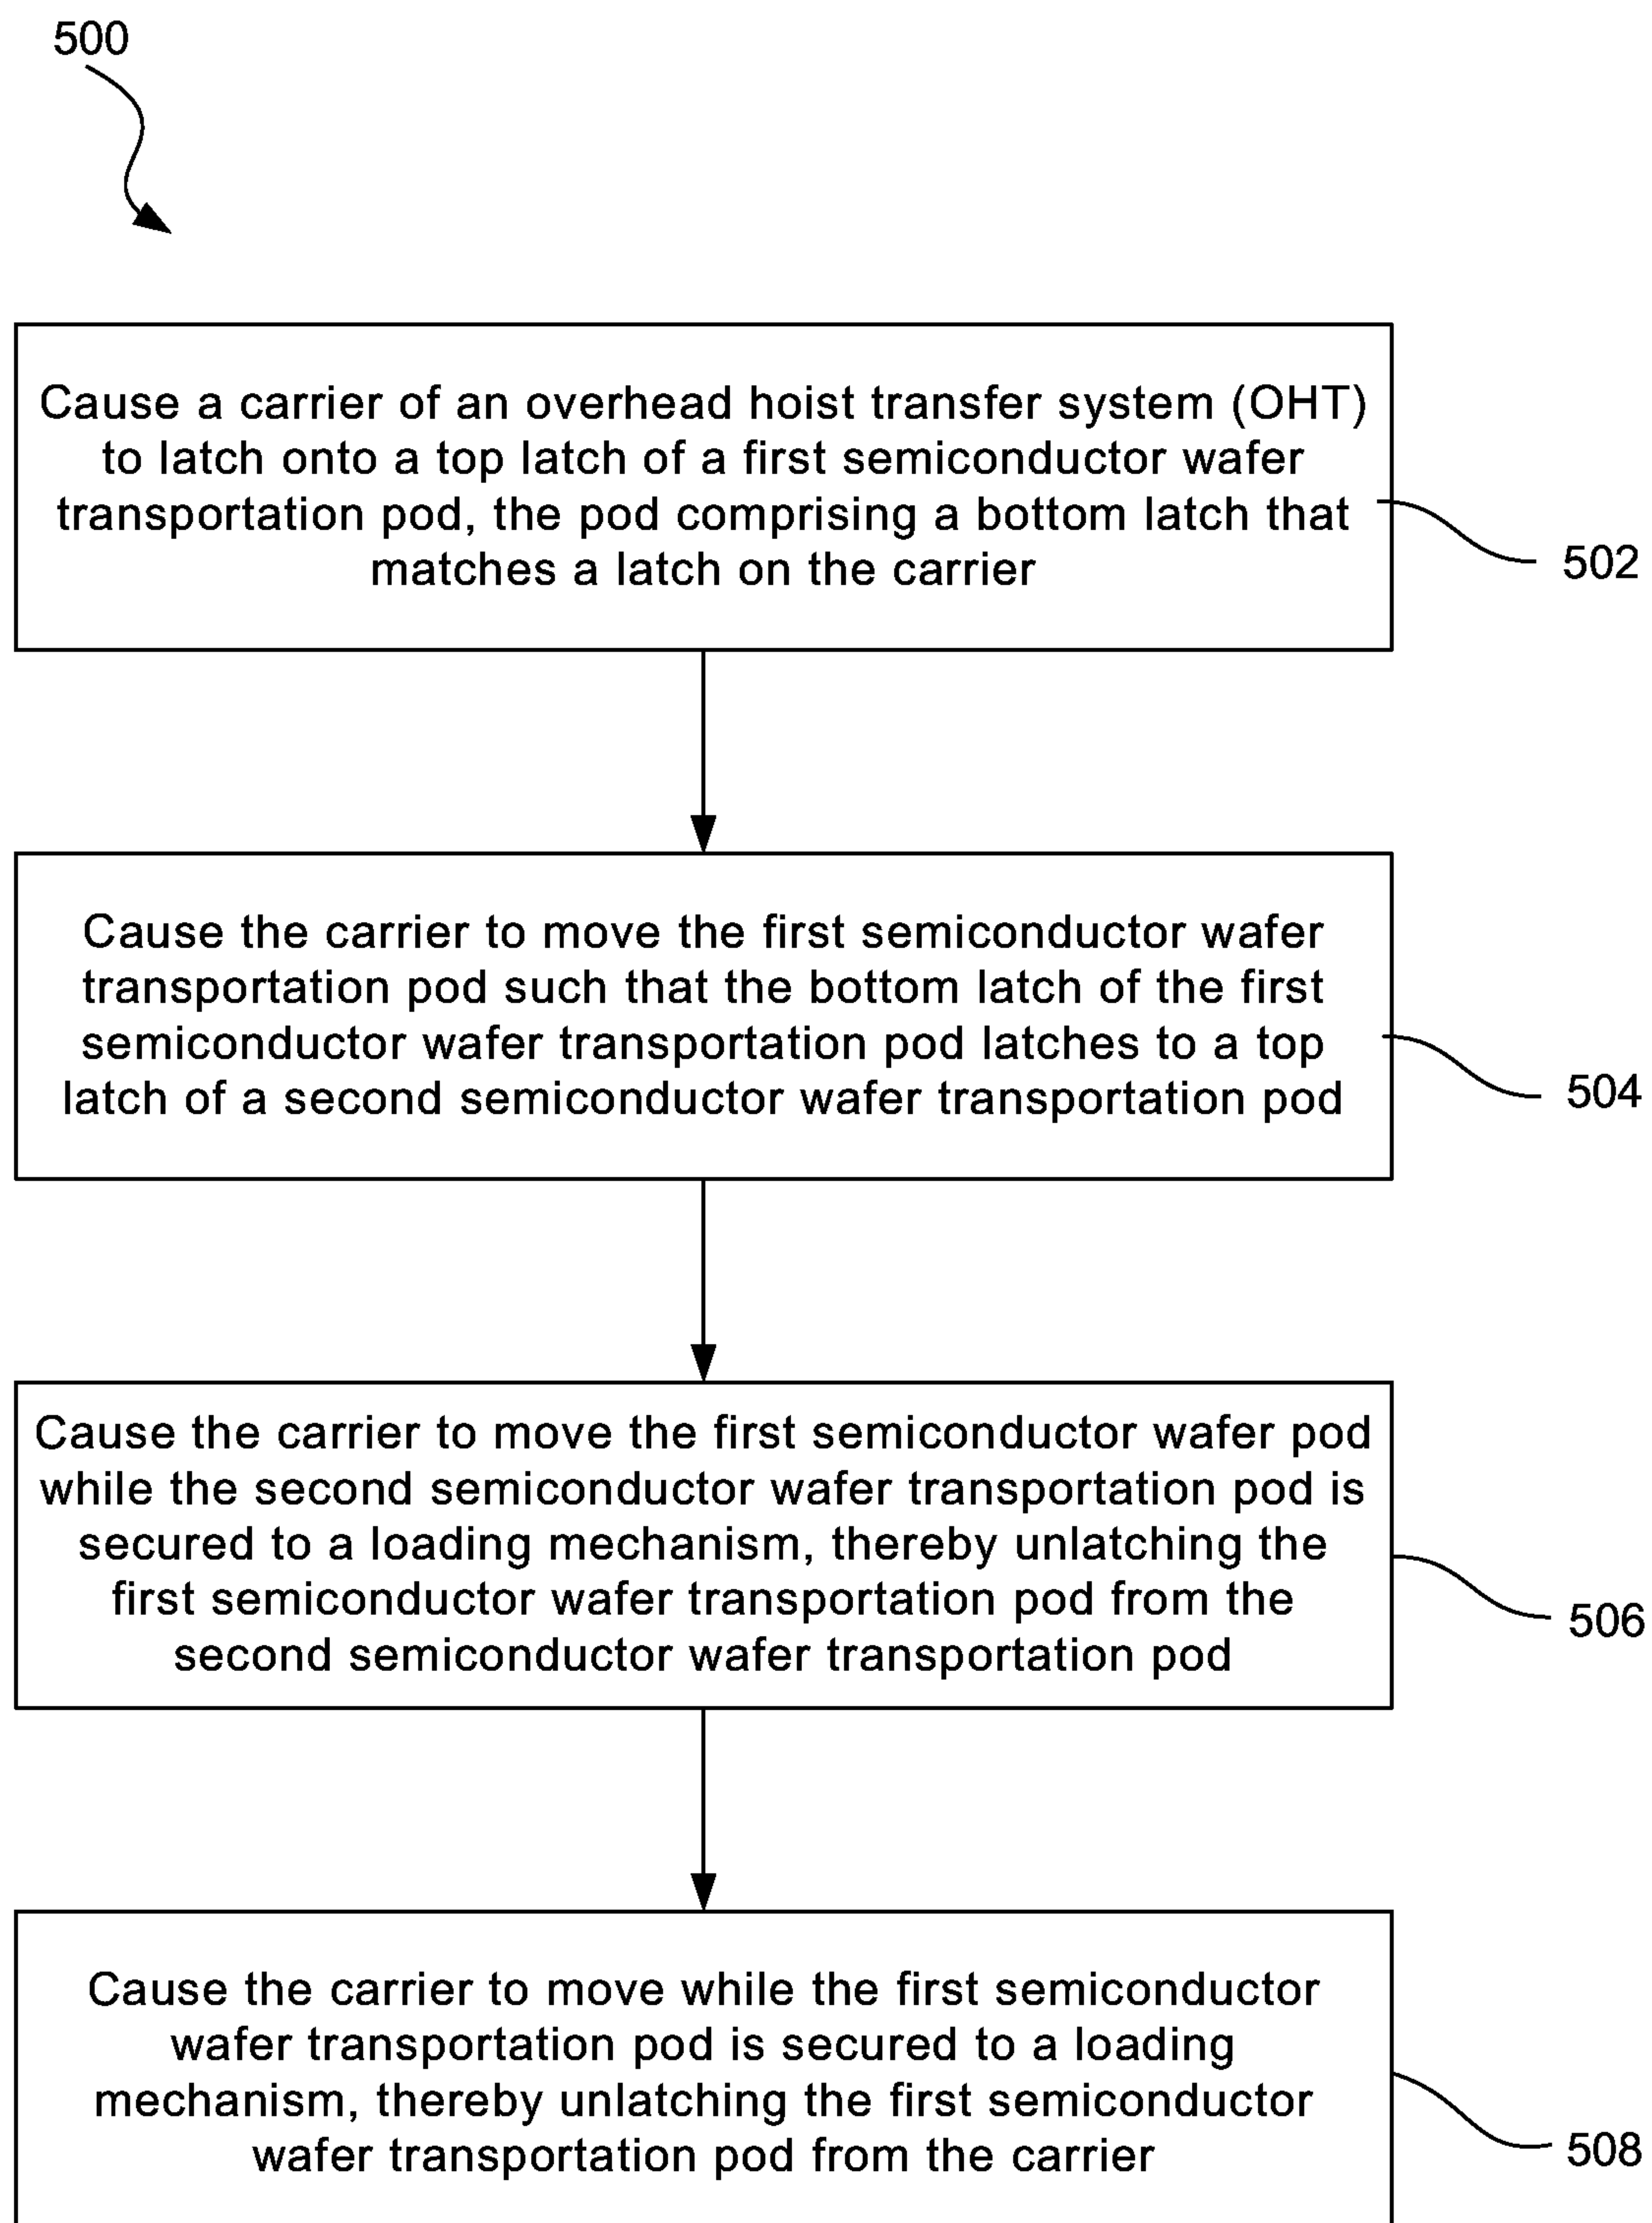 500
Cause a carrier of an overhead hoist transfer system (OHT)
to latch onto a top latch of a first semiconductor wafer
transportation pod, the pod comprising a bottom latch that
matches a latch on the carrier
502
Cause the carrier to move the first semiconductor wafer
transportation pod such that the bottom latch of the first
semiconductor wafer transportation pod latches to a top
latch of a second semiconductor wafer transportation pod
504
Cause the carrier to move the first semiconductor wafer pod
while the second semiconductor wafer transportation pod is
secured to a loading mechanism, thereby unlatching the
first semiconductor wafer transportation pod from the
second semiconductor wafer transportation pod
506
Cause the carrier to move while the first semiconductor
wafer transportation pod is secured to a loading
mechanism, thereby unlatching the first semiconductor
wafer transportation pod from the carrier
508